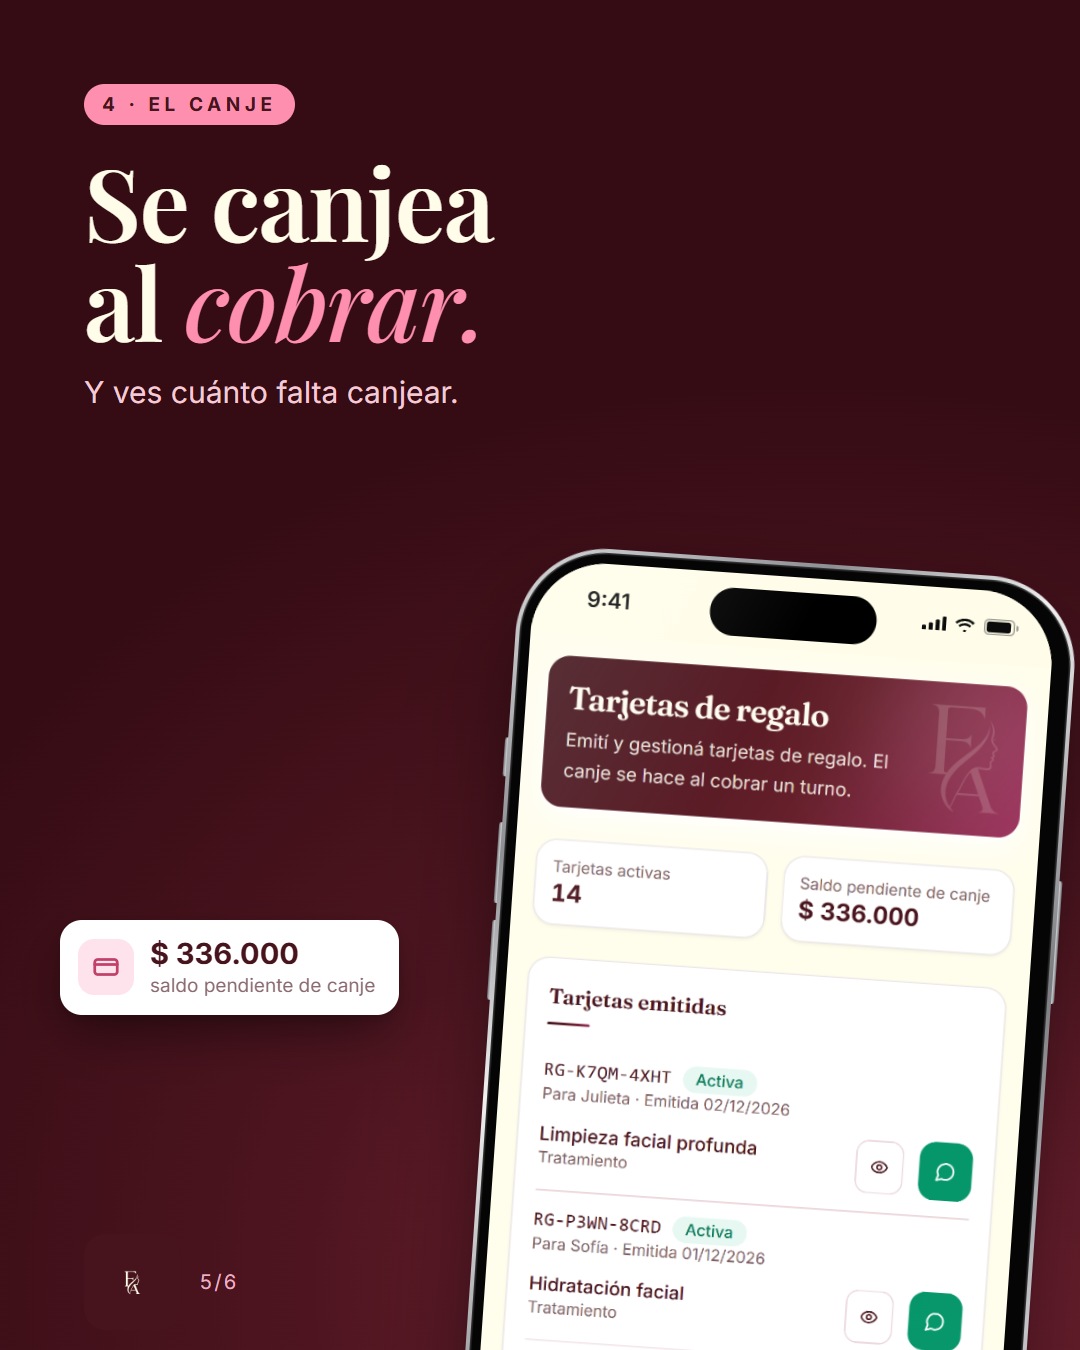 4 · EL CANJE
Se canjea
al cobrar.
Y ves cuánto falta canjear.
9:41
Tarjetas de regalo
Emití y gestioná tarjetas de regalo. El
canje se hace al cobrar un turno.
EA
Tarjetas activas
14
Saldo pendiente de canje
$ 336.000
$ 336.000
saldo pendiente de canje
Tarjetas emitidas
RG-K7QM-4XHT Activa
Para Julieta · Emitida 02/12/2026
Limpieza facial profunda
Tratamiento
RG-P3WN-8CRD Activa
Para Sofía · Emitida 01/12/2026
Hidratación facial
Tratamiento
EA
5/6